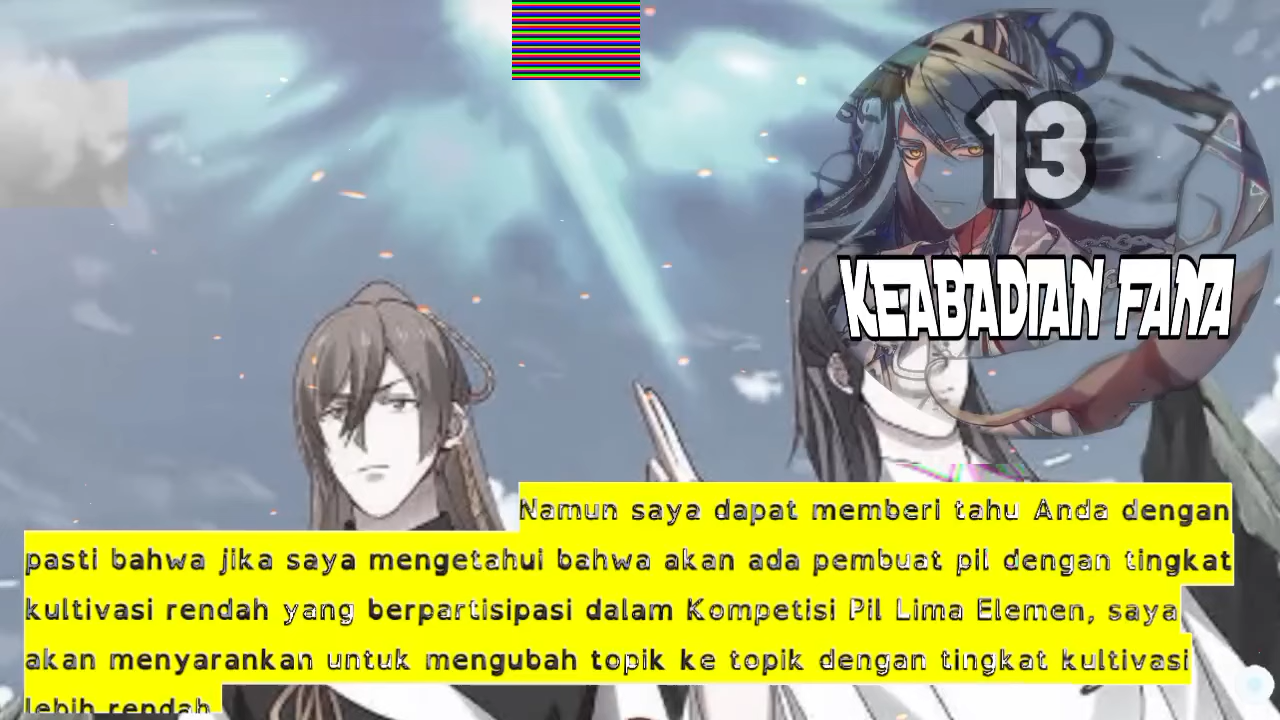 13
KEABADIAN FANA
Namun saya dapat memberi tahu Anda dengan
pasti bahwa jika saya mengetahui bahwa akan ada pembuat pil dengan tingkat
kultivasi rendah yang berpartisipasi dalam Kompetisi Pil Lima Elemen, saya
akan menyarankan untuk mengubah topik ke topik dengan tingkat kultivasi
lebih rendah